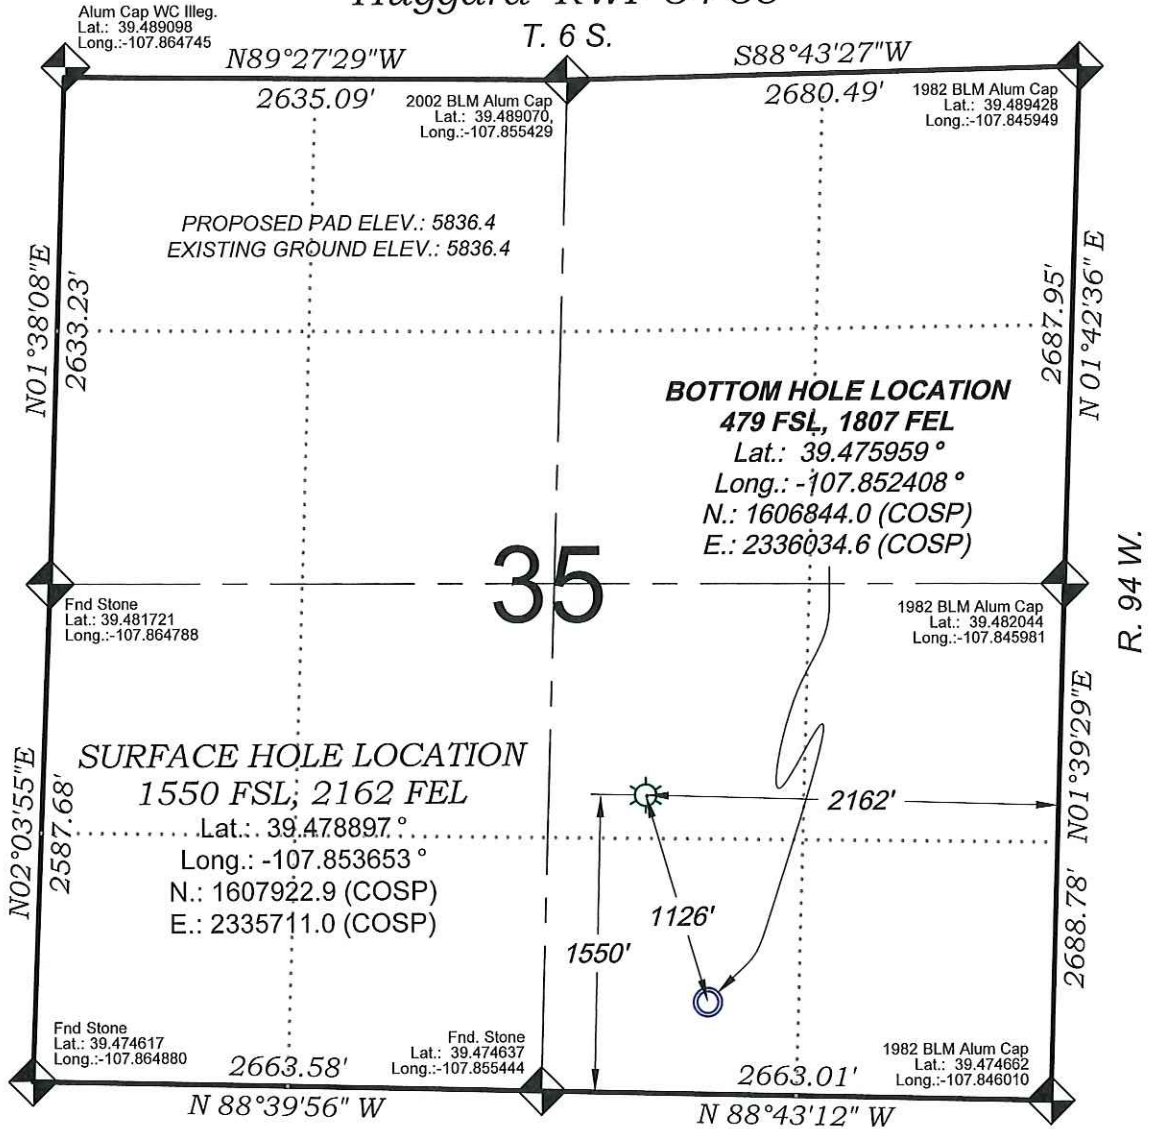 T. 6 S.
Alum Cap WC Illeg.
Lat.: 39.489098
Long.:-107.864745
N89°27'29"W
2635.09'
S88°43'27"W
2680.49'
2002 BLM Alum Cap
Lat.: 39.489070,
Long.:-107.855429
1982 BLM Alum Cap
Lat.: 39.489428
Long.:-107.845949
PROPOSED PAD ELEV.: 5836.4
EXISTING GROUND ELEV.: 5836.4
N01°38'08"E
2633.23'
2687.95'
N 01°42'36" E
BOTTOM HOLE LOCATION
479 FSL, 1807 FEL
Lat.: 39.475959 °
Long.: -107.852408 °
N.: 1606844.0 (COSP)
E.: 2336034.6 (COSP)
35
R. 94 W.
Fnd Stone
Lat.: 39.481721
Long.:-107.864788
1982 BLM Alum Cap
Lat.: 39.482044
Long.:-107.845981
SURFACE HOLE LOCATION
1550 FSL, 2162 FEL
Lat.: 39.478897 °
Long.: -107.853653 °
N.: 1607922.9 (COSP)
E.: 2335711.0 (COSP)
N02°03'55"E
2587.68'
2162'
1126'
1550'
N01°39'29"E
2688.78'
Fnd Stone
Lat.: 39.474617
Long.:-107.864880
Fnd. Stone
Lat.: 39.474637
Long.:-107.855444
1982 BLM Alum Cap
Lat.: 39.474662
Long.:-107.846010
2663.58'
N 88°39'56" W
2663.01'
N 88°43'12" W